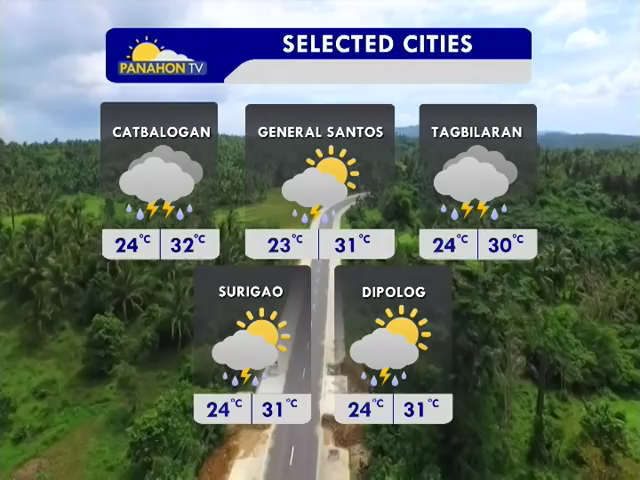 SELECTED CITIES
PANAHON TV
CATBALOGAN
24°C 32°C
GENERAL SANTOS
23°C 31°C
TAGBILARAN
24°C 30°C
SURIGAO
24°C 31°C
DIPOLOG
24°C 31°C